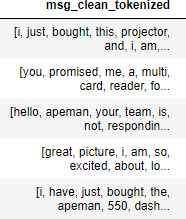 msg_clean_tokenized
[i, just, bought, this, projector,
and, i, am,...
[you, promised, me, a, multi,
card, reader, fo...
[hello, apeman, your, team, is,
not, respondin...
[great, picture, i, am, so,
excited, about, lo...
[i, have, just, bought, the,
apeman, 550, dash...